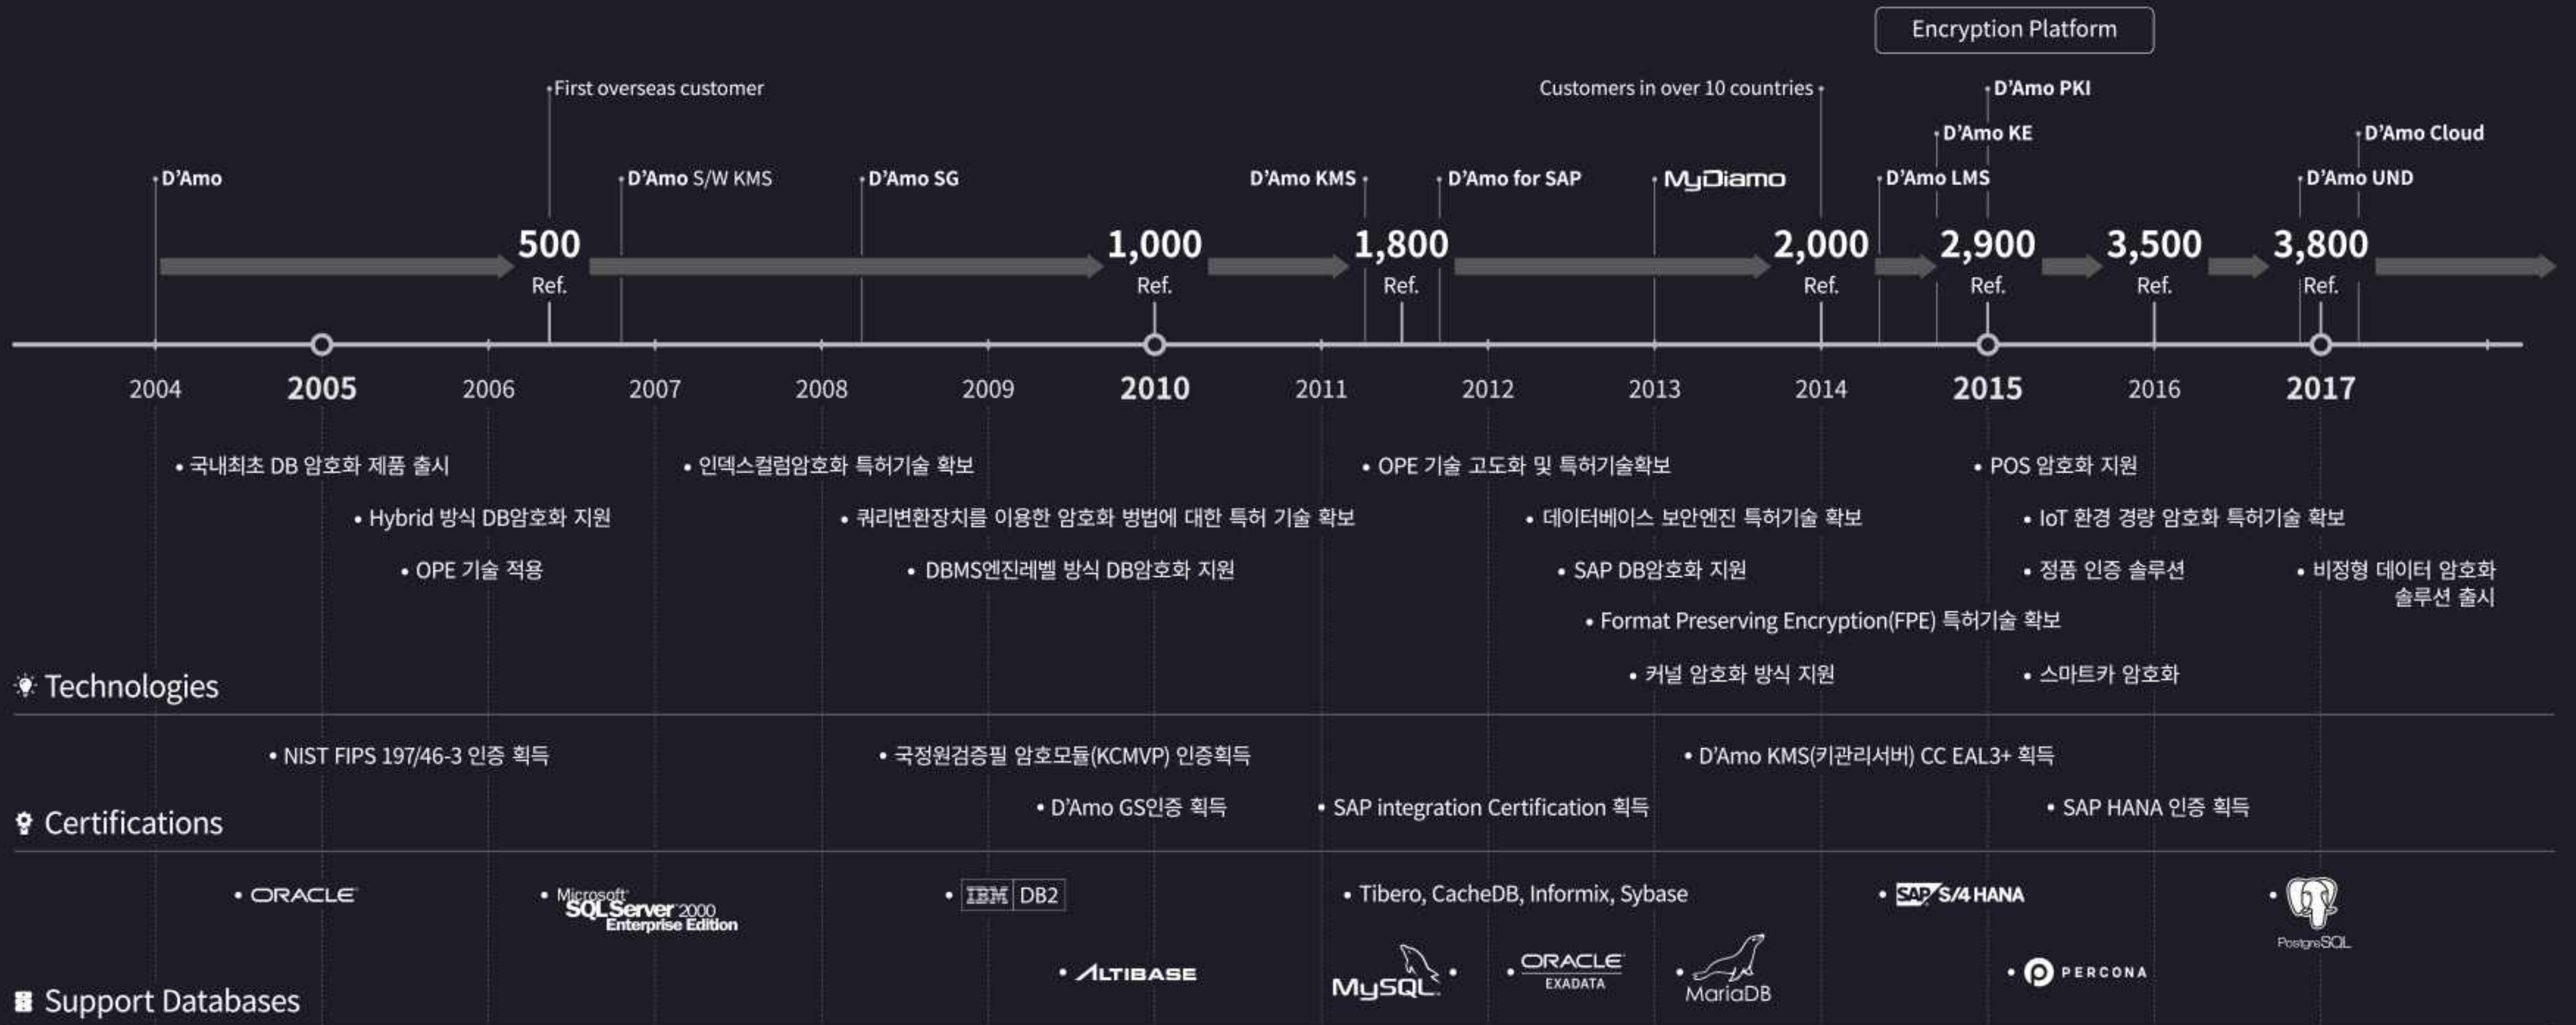 Encryption Platform
First overseas customer
Customers in over 10 countries
D'Amo PKI
D'Amo KE
D'Amo Cloud
D'Amo
D'Amo S/W KMS
D'Amo SG
D'Amo KMS
D'Amo for SAP
MyDiamo
D'Amo LMS
D'Amo UND
500
1,000
1,800
2,000
2,900
3,500
3,800
Ref.
Ref.
Ref.
Ref.
Ref.
Ref.
Ref.
2004
2005
2006
2007
2008
2009
2010
2011
2012
2013
2014
2015
2016
2017
• 국내최초 DB 암호화 제품 출시
• 인덱스컬럼암호화 특허기술 확보
• OPE 기술 고도화 및 특허기술확보
• POS 암호화 지원
• Hybrid 방식 DB암호화 지원
• 쿼리변환장치를 이용한 암호화 벙법에 대한 특허 기술 확보
• 데이터베이스 보안엔진 특허기술 확보
• IoT 환경 경량 암호화 특허기술 확보
• OPE 기술 적용
• DBMS엔진레벨 방식 DB암호화 지원
• SAP DB암호화 지원
• 정품 인증 솔루션
• 비정형 데이터 암호화
솔루션 출시
• Format Preserving Encryption(FPE) 특허기술 확보
• 커널 암호화 방식 지원
• 스마트카 암호화
Technologies
• NIST FIPS 197/46-3 인증 획득
• 국정원검증필 암호모듈(KCMVP) 인증획득
• D'Amo KMS(키관리서버) CC EAL3+ 획득
• D'Amo GS인증 획득
• SAP integration Certification 획득
• SAP HANA 인증 획득
Certifications
• ORACLE
• Microsoft
SQL Server 2000
Enterprise Edition
• IBM DB2
• Tibero, CacheDB, Informix, Sybase
• SAP S/4 HANA
• PostgreSQL
• ALTIBASE
MySQL •
• ORACLE
EXADATA
• MariaDB
• PERCONA
Support Databases